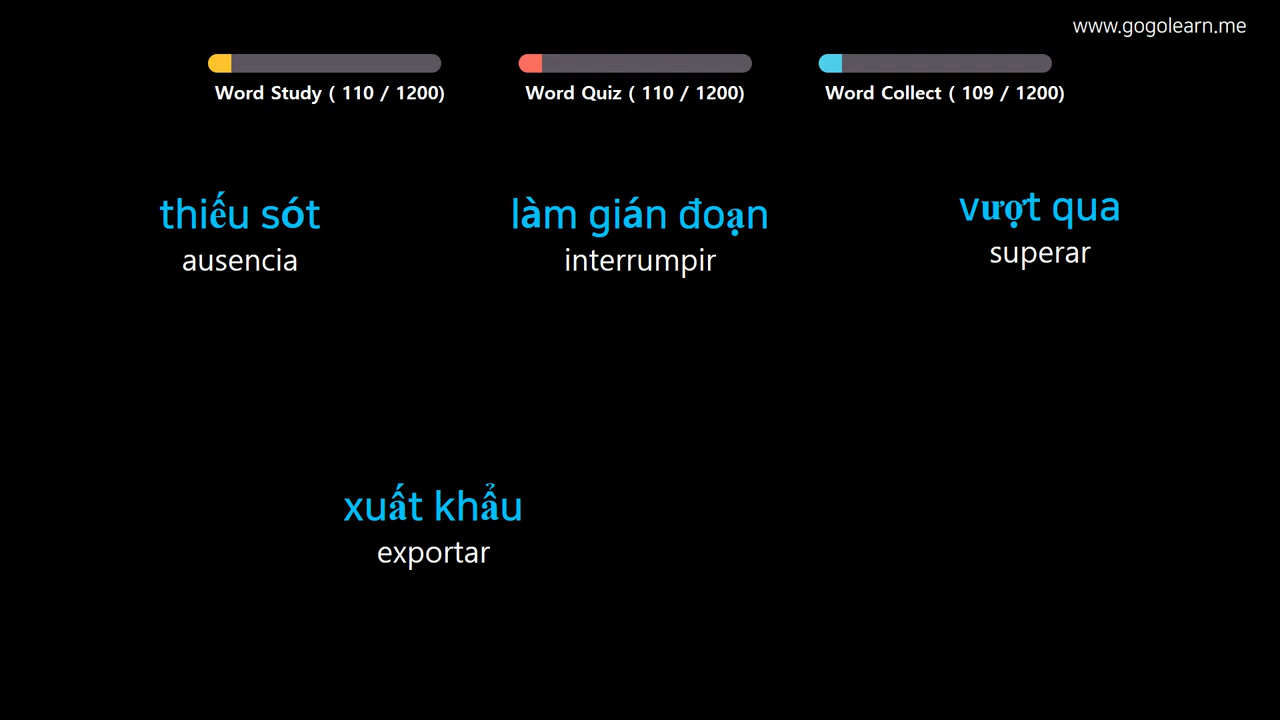 www.gogolearn.me
Word Study ( 110 / 1200)
Word Quiz ( 110 / 1200)
Word Collect ( 109 / 1200)
thiếu sót
ausencia
làm gián đoạn
interrumpir
vượt qua
superar
xuất khẩu
exportar